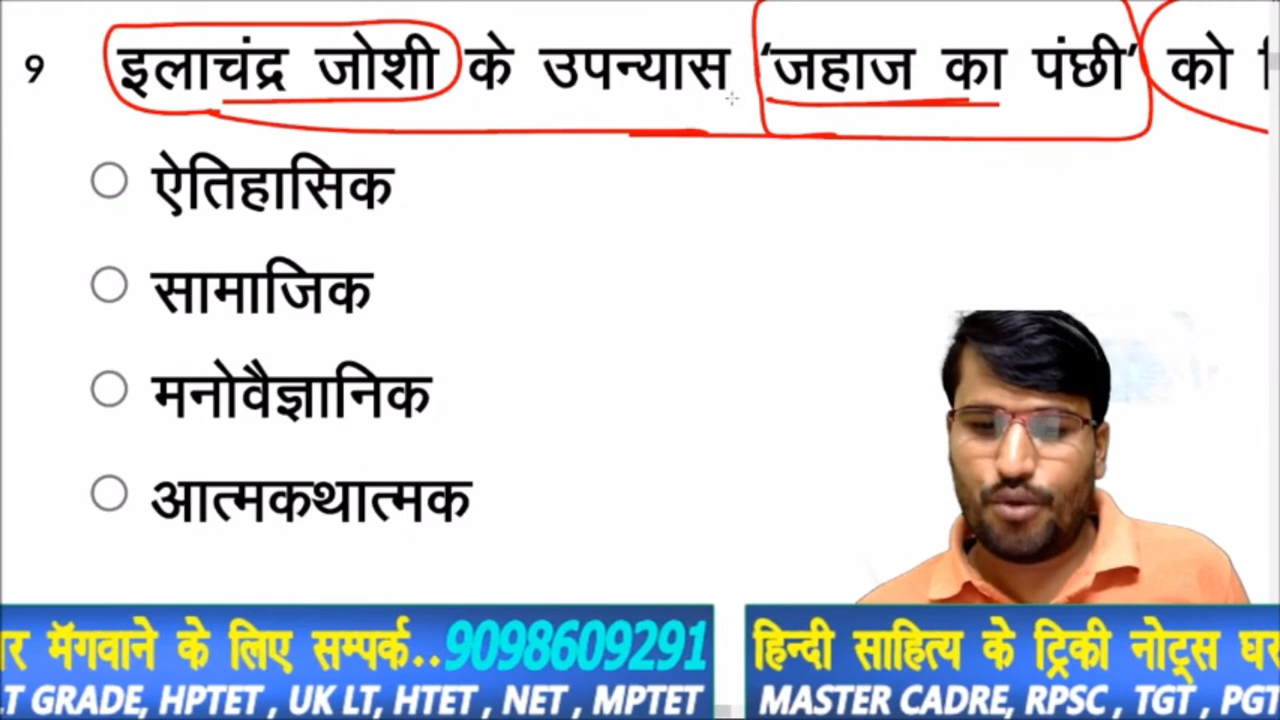 9 इलाचंद्र जोशी के उपन्यास 'जहाज का पंछी' को
ऐतिहासिक
सामाजिक
मनोवैज्ञानिक
आत्मकथात्मक
र मॅगवाने के लिए सम्पर्क..9098609291
.T GRADE, HPTET , UK LT, HTET , NET , MPTET
हिन्दी साहित्य के ट्रिकी नोट्स घर
MASTER CADRE, RPSC , TGT , PGT